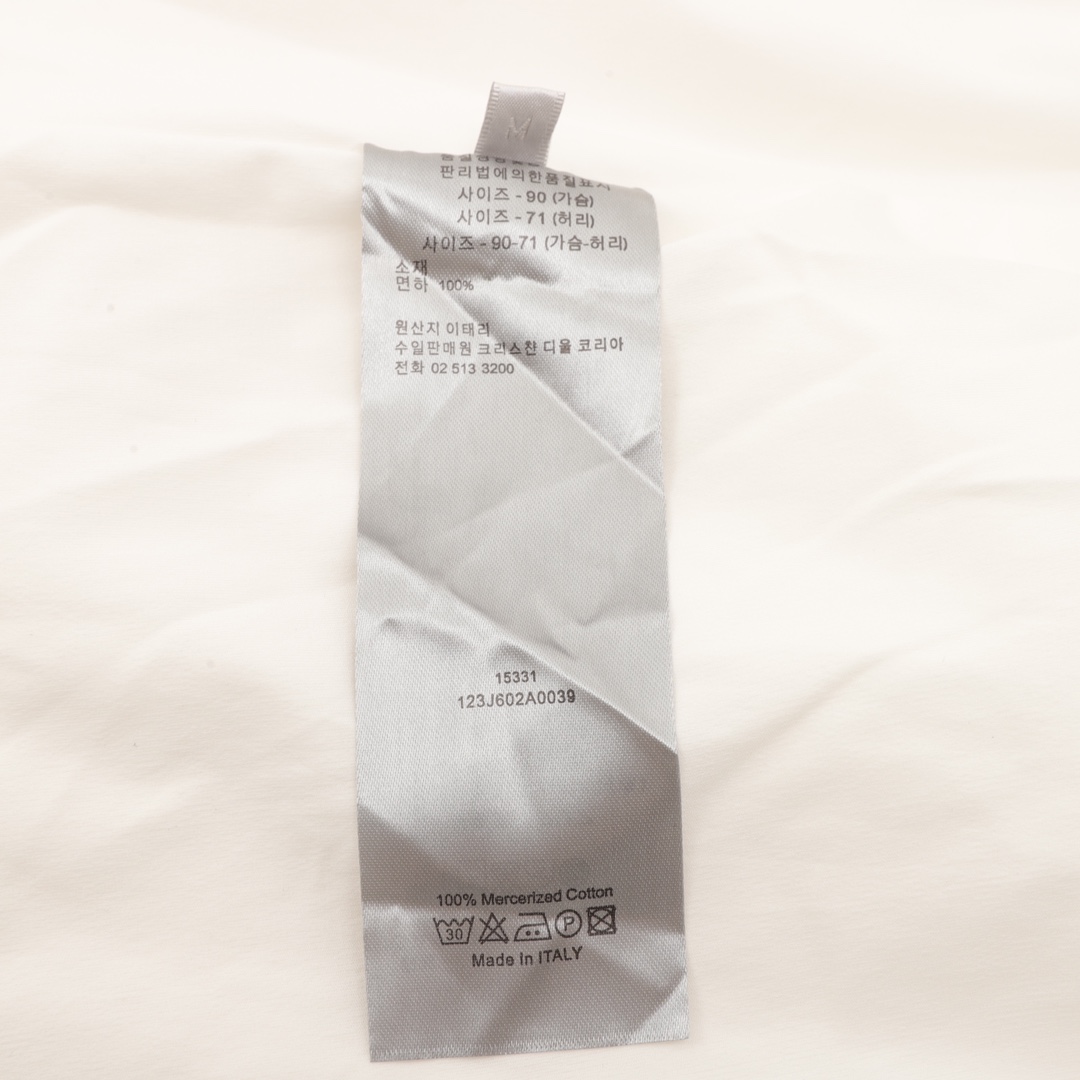 M
판리법에의한품질표시
사이즈 - 90 (가슴)
사이즈 - 71 (허리)
사이즈 - 90-71 (가슴-허리)
소재
면하 100%
원산지 이태리
수일판매원 크리스챤 디올 코리아
전화 02 513 3200
15331
123J602A0039
100% Mercerized Cotton
30 P
Made in ITALY